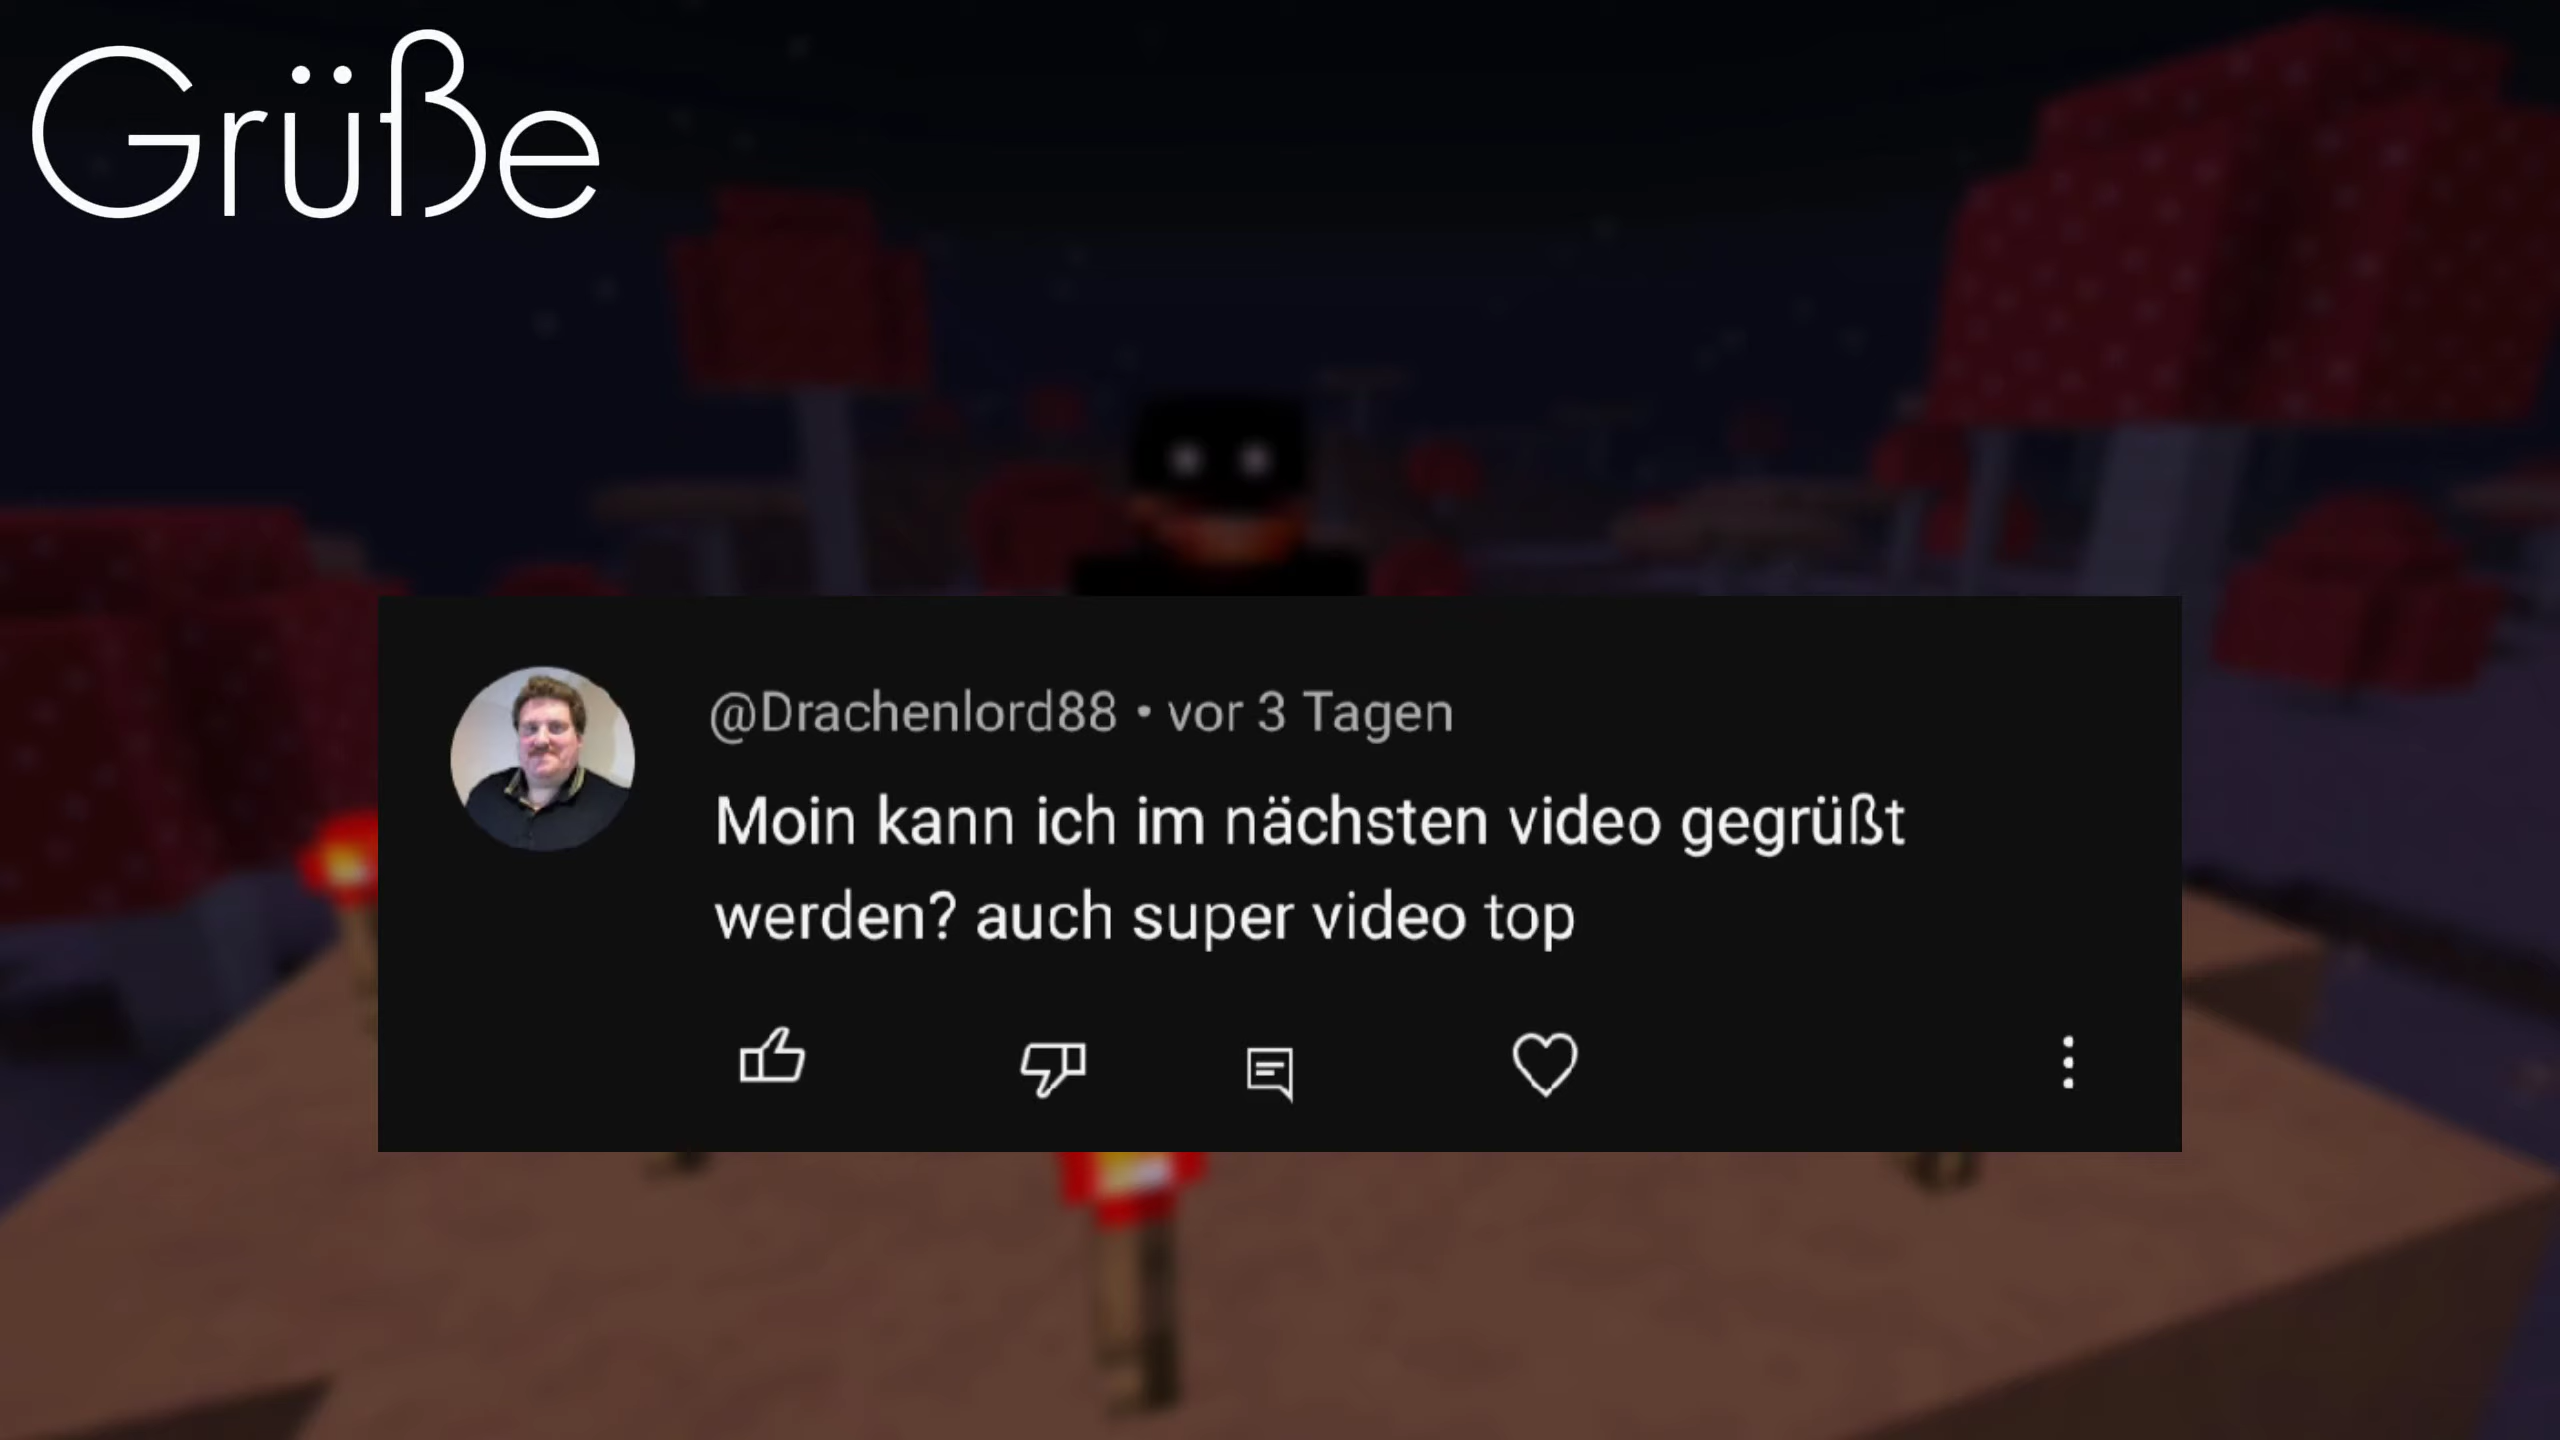 Grüße
@Drachenlord88 • vor 3 Tagen
Moin kann ich im nächsten video gegrüßt
werden? auch super video top